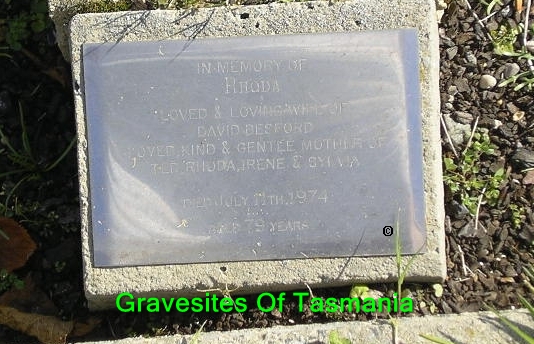 IN MEMORY OF
RHODA
LOVED & LOVING WIFE OF
DAVID BESFORD
LOVED, KIND & GENTLE MOTHER OF
TED, RHODA, IRENE & SYLVIA
DIED JULY 11TH, 1974
AGED 79 YEARS
©
Gravesites Of Tasmania